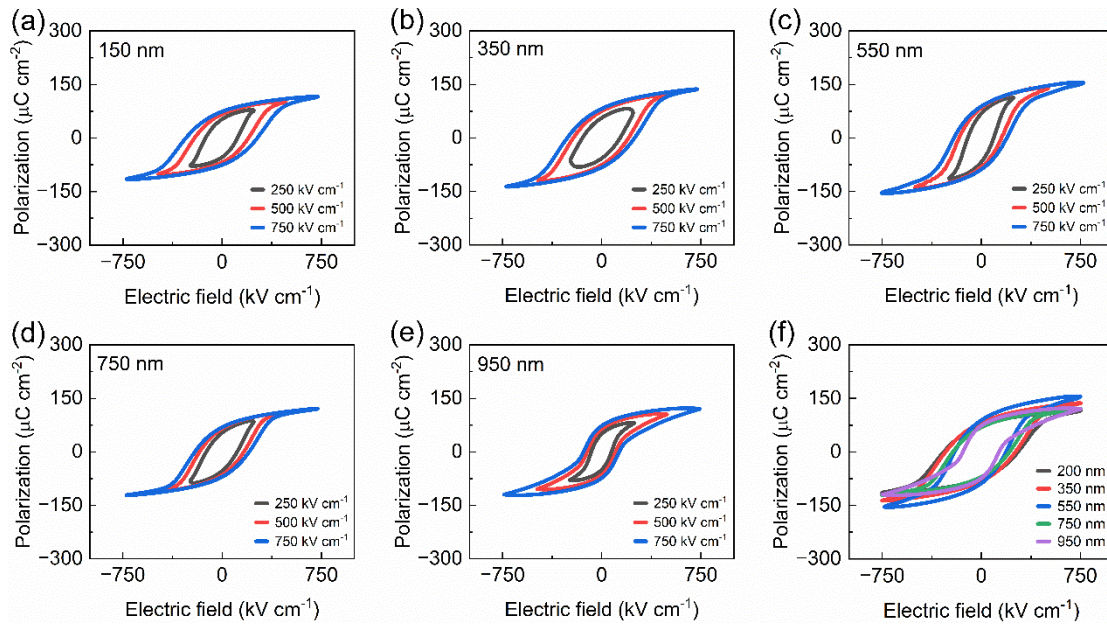 (a)
300
150
0
−150
−300
Polarization (μC cm⁻²)
150 nm
250 kV cm⁻¹
500 kV cm⁻¹
750 kV cm⁻¹
−750 0 750
Electric field (kV cm⁻¹)
(b)
300
150
0
−150
−300
Polarization (μC cm⁻²)
350 nm
250 kV cm⁻¹
500 kV cm⁻¹
750 kV cm⁻¹
−750 0 750
Electric field (kV cm⁻¹)
(c)
300
150
0
−150
−300
Polarization (μC cm⁻²)
550 nm
250 kV cm⁻¹
500 kV cm⁻¹
750 kV cm⁻¹
−750 0 750
Electric field (kV cm⁻¹)
(d)
300
150
0
−150
−300
Polarization (μC cm⁻²)
750 nm
250 kV cm⁻¹
500 kV cm⁻¹
750 kV cm⁻¹
−750 0 750
Electric field (kV cm⁻¹)
(e)
300
150
0
−150
−300
Polarization (μC cm⁻²)
950 nm
250 kV cm⁻¹
500 kV cm⁻¹
750 kV cm⁻¹
−750 0 750
Electric field (kV cm⁻¹)
(f)
300
150
0
−150
−300
Polarization (μC cm⁻²)
200 nm
350 nm
550 nm
750 nm
950 nm
−750 0 750
Electric field (kV cm⁻¹)